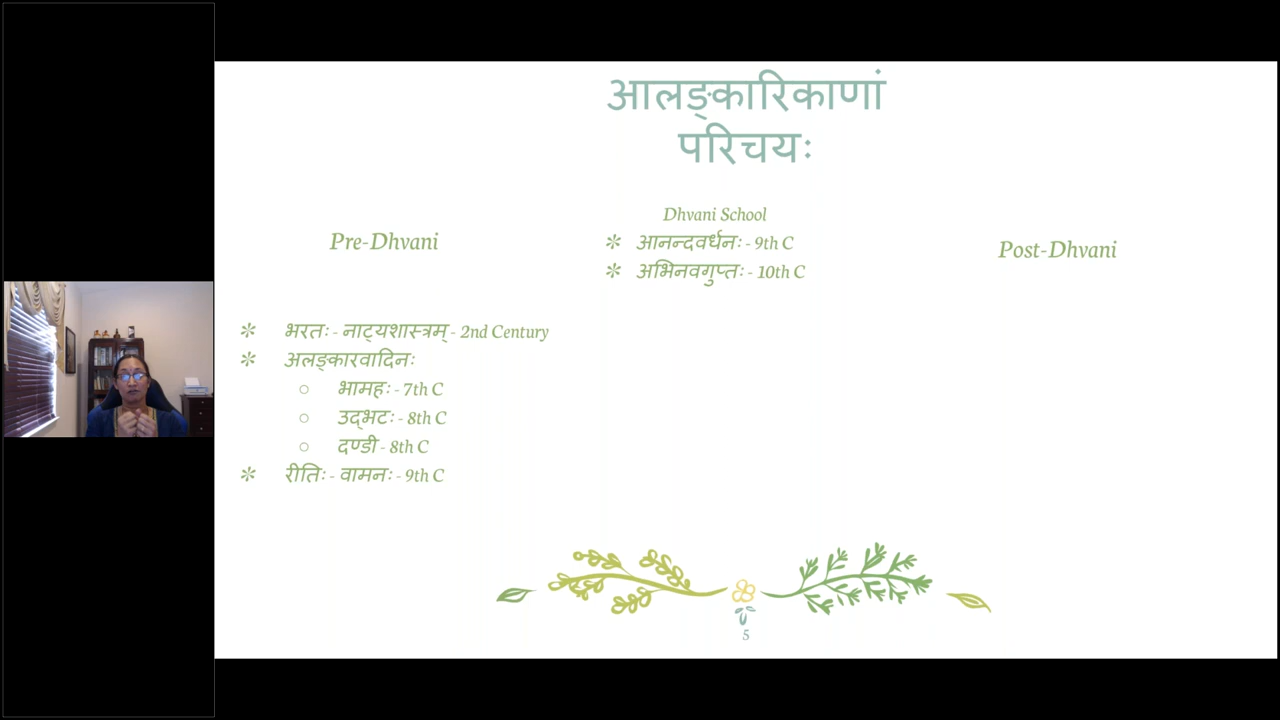 आलङ्कारिकाणां
परिचयः
Pre-Dhvani
✼ भरतः - नाट्यशास्त्रम् - 2nd Century
✼ अलङ्कारवादिनः
○ भामहः - 7th C
○ उद्भटः - 8th C
○ दण्डी - 8th C
✼ रीतिः - वामनः - 9th C
Dhvani School
✼ आनन्दवर्धनः - 9th C
✼ अभिनवगुप्तः - 10th C
Post-Dhvani
5